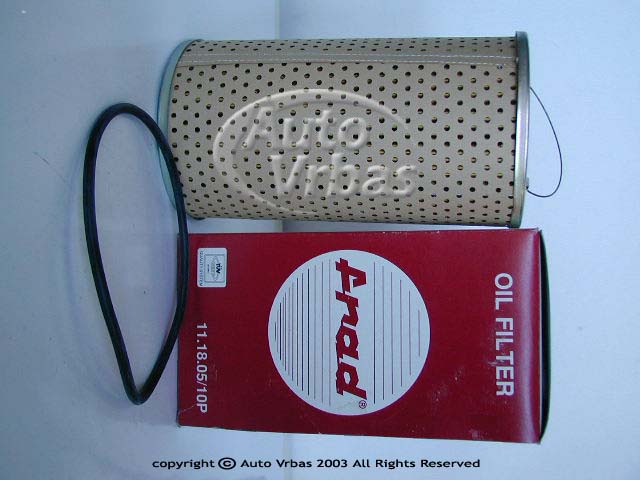 Auto
Vrbas
frad®
OIL FILTER
11.18.05/10P
copyright © Auto Vrbas 2003 All Rights Reserved